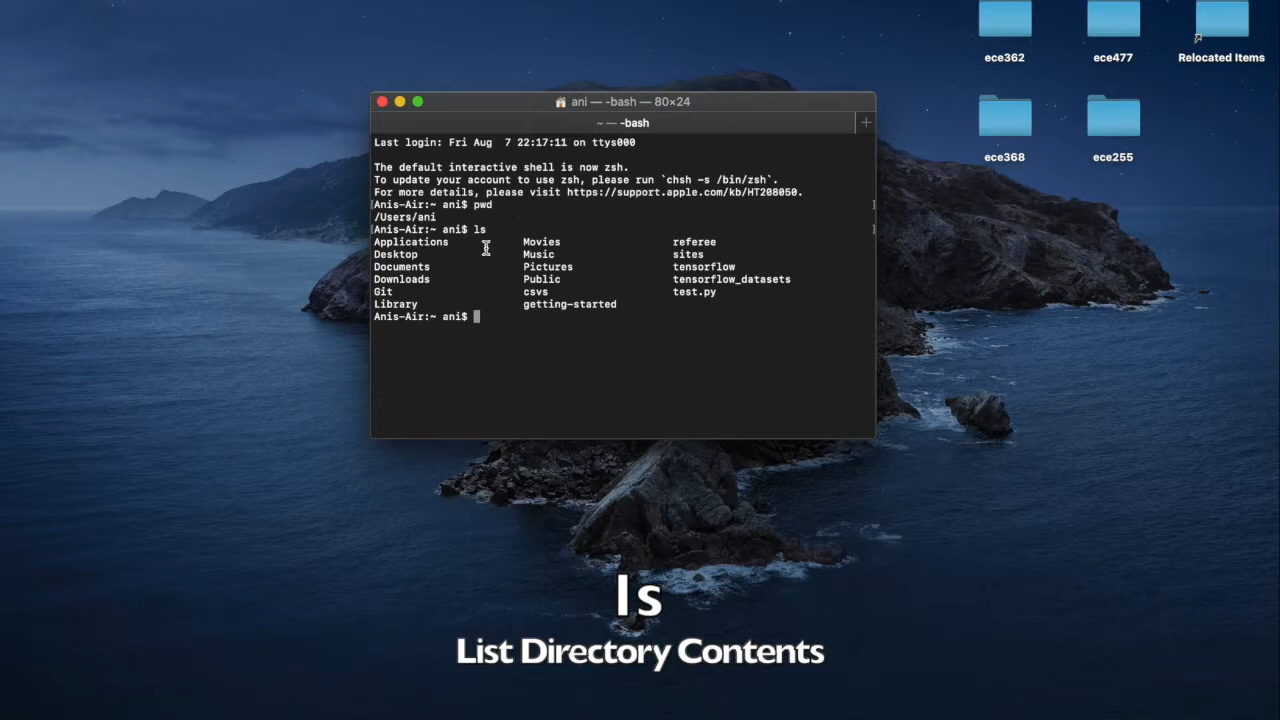 ece362 ece477 Relocated Items
ece368 ece255
ani — -bash — 80×24
~ — -bash
Last login: Fri Aug  7 22:17:11 on ttys000
The default interactive shell is now zsh.
To update your account to use zsh, please run `chsh -s /bin/zsh`.
For more details, please visit https://support.apple.com/kb/HT208050.
[Anis-Air:~ ani$ pwd ]
/Users/ani
[Anis-Air:~ ani$ ls ]
Applications Movies referee
Desktop Music sites
Documents Pictures tensorflow
Downloads Public tensorflow_datasets
Git csvs test.py
Library getting-started
Anis-Air:~ ani$
ls
List Directory Contents